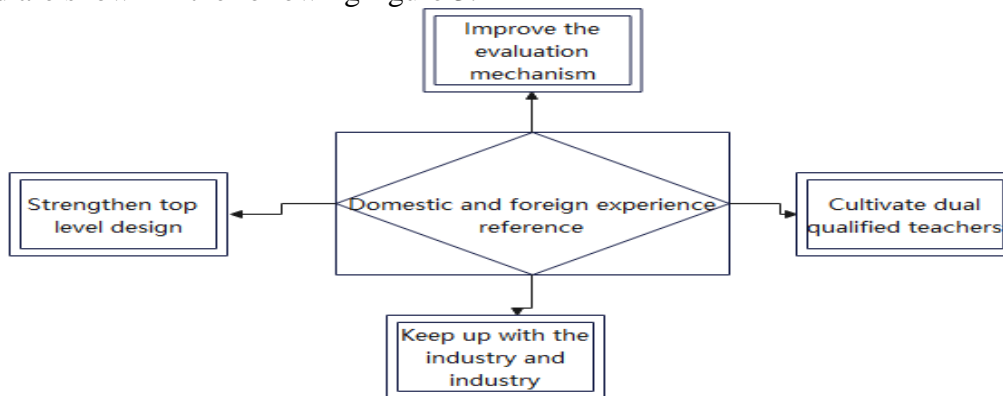 Improve the
evaluation
mechanism
Strengthen top
level design
Domestic and foreign experience
reference
Cultivate dual
qualified teachers
Keep up with the
industry and
industry